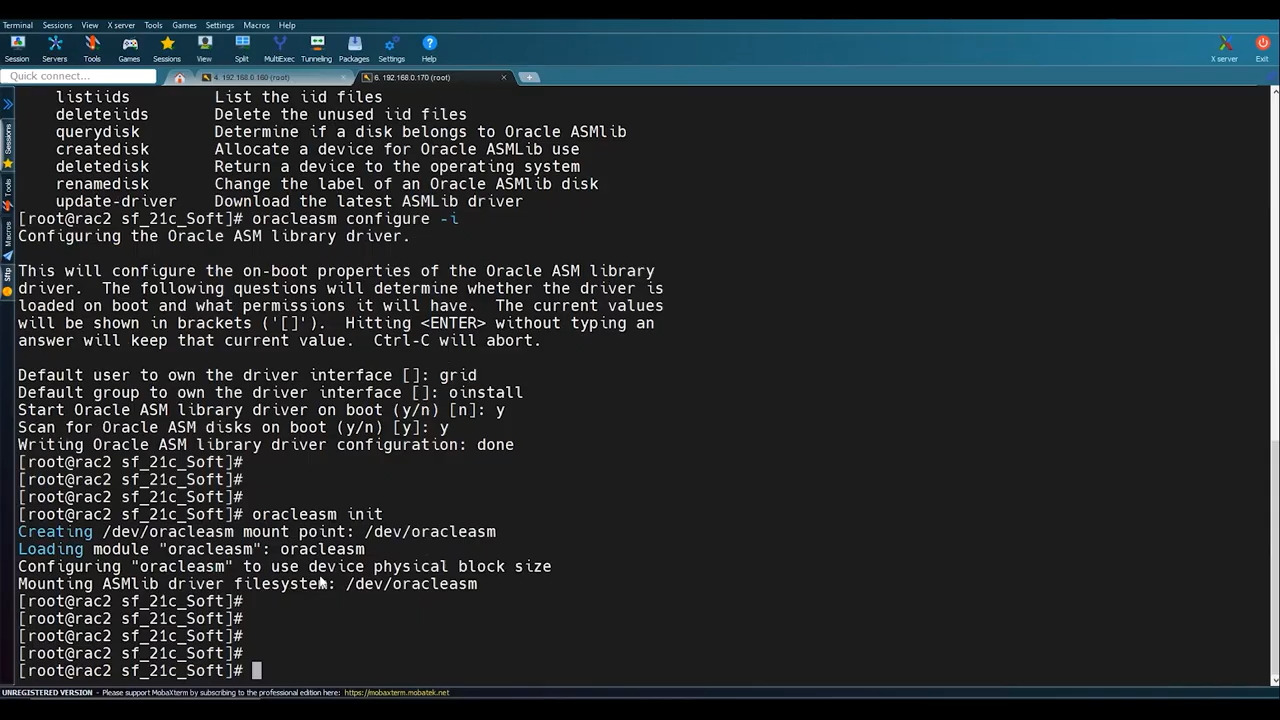 Terminal Sessions View X server Tools Games Settings Macros Help
Session Servers Tools Games Sessions View Split MultiExec Tunneling Packages Settings Help X server Exit
Quick connect... 4. 192.168.0.160 (root) 6. 192.168.0.170 (root)
Sessions
Tools
Macros
Sftp
listiids List the iid files
deleteiids Delete the unused iid files
querydisk Determine if a disk belongs to Oracle ASMlib
createdisk Allocate a device for Oracle ASMLib use
deletedisk Return a device to the operating system
renamedisk Change the label of an Oracle ASMlib disk
update-driver Download the latest ASMLib driver
[root@rac2 sf_21c_Soft]# oracleasm configure -i
Configuring the Oracle ASM library driver.
This will configure the on-boot properties of the Oracle ASM library
driver. The following questions will determine whether the driver is
loaded on boot and what permissions it will have. The current values
will be shown in brackets ('[]'). Hitting <ENTER> without typing an
answer will keep that current value. Ctrl-C will abort.
Default user to own the driver interface []: grid
Default group to own the driver interface []: oinstall
Start Oracle ASM library driver on boot (y/n) [n]: y
Scan for Oracle ASM disks on boot (y/n) [y]: y
Writing Oracle ASM library driver configuration: done
[root@rac2 sf_21c_Soft]#
[root@rac2 sf_21c_Soft]#
[root@rac2 sf_21c_Soft]#
[root@rac2 sf_21c_Soft]# oracleasm init
Creating /dev/oracleasm mount point: /dev/oracleasm
Loading module "oracleasm": oracleasm
Configuring "oracleasm" to use device physical block size
Mounting ASMlib driver filesystem: /dev/oracleasm
[root@rac2 sf_21c_Soft]#
[root@rac2 sf_21c_Soft]#
[root@rac2 sf_21c_Soft]#
[root@rac2 sf_21c_Soft]#
[root@rac2 sf_21c_Soft]#
UNREGISTERED VERSION - Please support MobaXterm by subscribing to the professional edition here: https://mobaxterm.mobatek.net